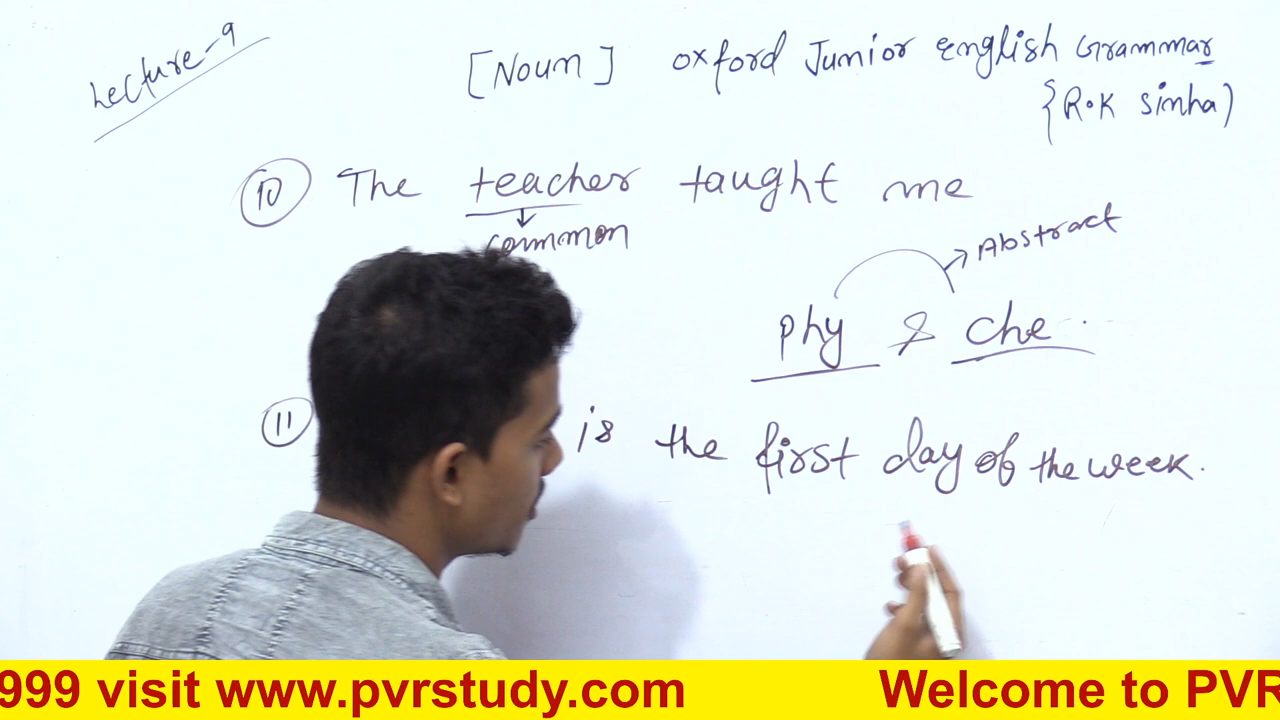 Lecture-9
[Noun] oxford Junior English Grammar
{R.K Sinha)
10 The teacher taught me
common
Abstract
phy & che.
11 is the first day of the week.
999 visit www.pvrstudy.com Welcome to PVR